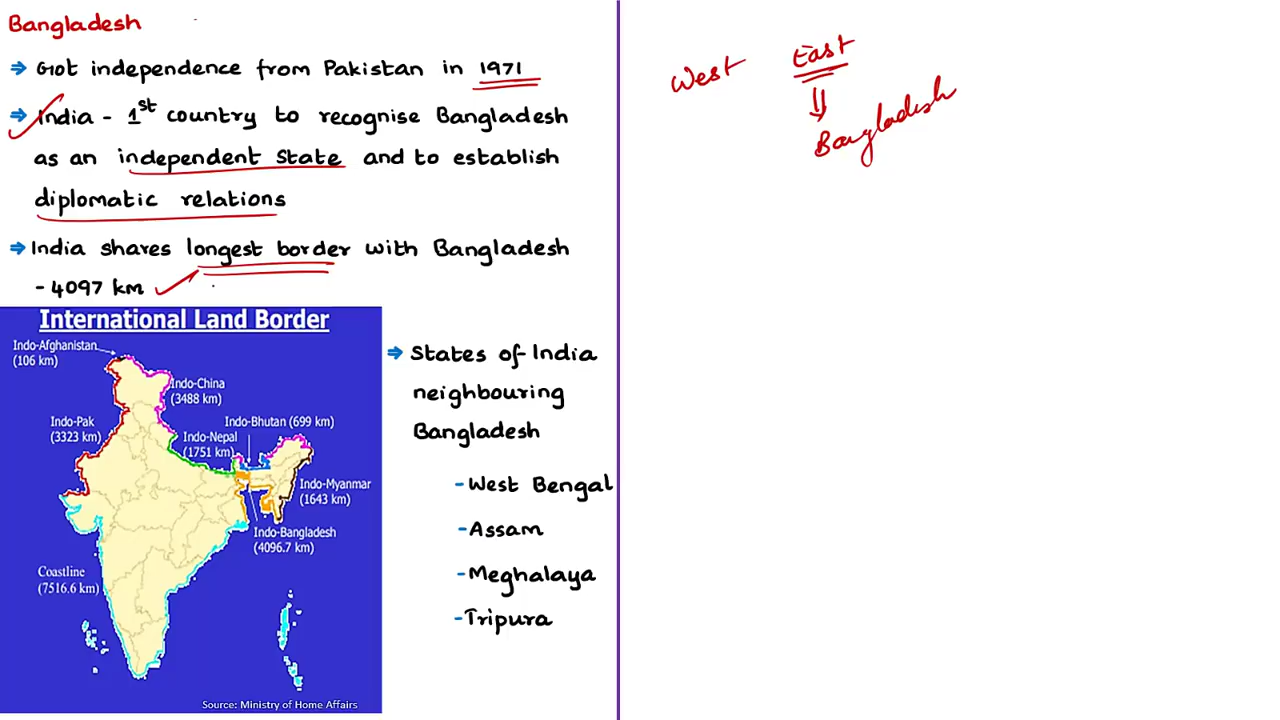 Bangladesh
⇒ Got independence from Pakistan in 1971
⇒ India - 1st country to recognise Bangladesh
as an independent State and to establish
diplomatic relations
⇒ India shares longest border with Bangladesh
- 4097 km
International Land Border
Indo-Afghanistan
(106 km)
Indo-China
(3488 km)
Indo-Pak
(3323 km)
Indo-Bhutan (699 km)
Indo-Nepal
(1751 km)
Indo-Myanmar
(1643 km)
Indo-Bangladesh
(4096.7 km)
Coastline
(7516.6 km)
Source: Ministry of Home Affairs
⇒ States of India
neighbouring
Bangladesh
- West Bengal
- Assam
- Meghalaya
- Tripura
West East
⇓
Bangladesh